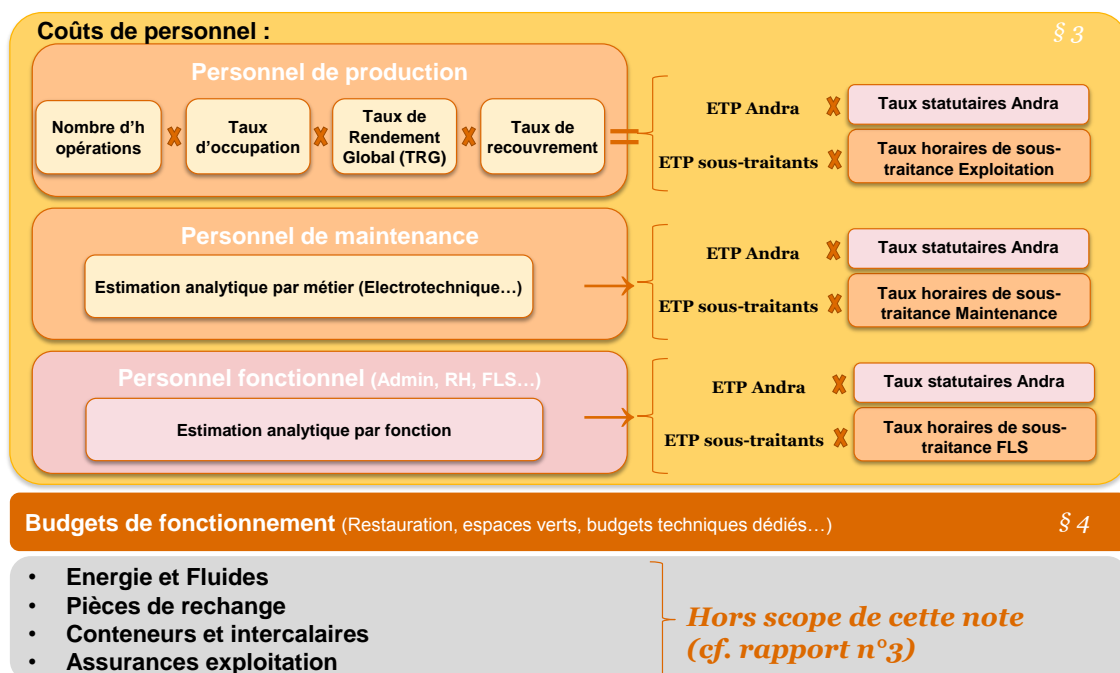 Coûts de personnel :
§ 3
Personnel de production
Nombre d'h
opérations
Taux
d'occupation
Taux de
Rendement
Global (TRG)
Taux de
recouvrement
ETP Andra
Taux statutaires Andra
ETP sous-traitants
Taux horaires de sous-
traitance Exploitation
Personnel de maintenance
Estimation analytique par métier (Electrotechnique…)
ETP Andra
Taux statutaires Andra
ETP sous-traitants
Taux horaires de sous-
traitance Maintenance
Personnel fonctionnel (Admin, RH, FLS…)
Estimation analytique par fonction
ETP Andra
Taux statutaires Andra
ETP sous-traitants
Taux horaires de sous-
traitance FLS
Budgets de fonctionnement (Restauration, espaces verts, budgets techniques dédiés…)
§ 4
• Energie et Fluides
• Pièces de rechange
• Conteneurs et intercalaires
• Assurances exploitation
Hors scope de cette note
(cf. rapport n°3)